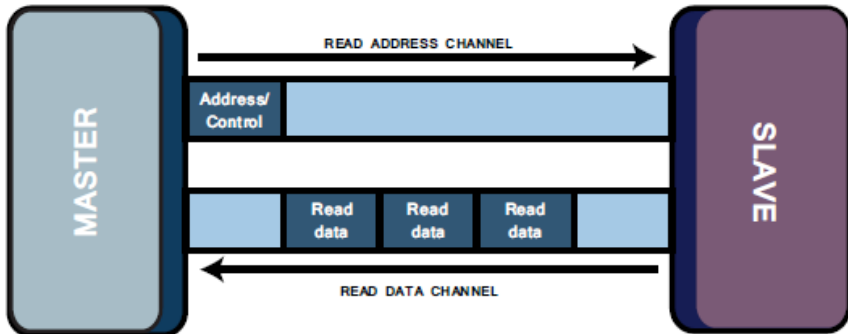 READ ADDRESS CHANNEL
MASTER
Address/
Control
SLAVE
Read
data
Read
data
Read
data
READ DATA CHANNEL